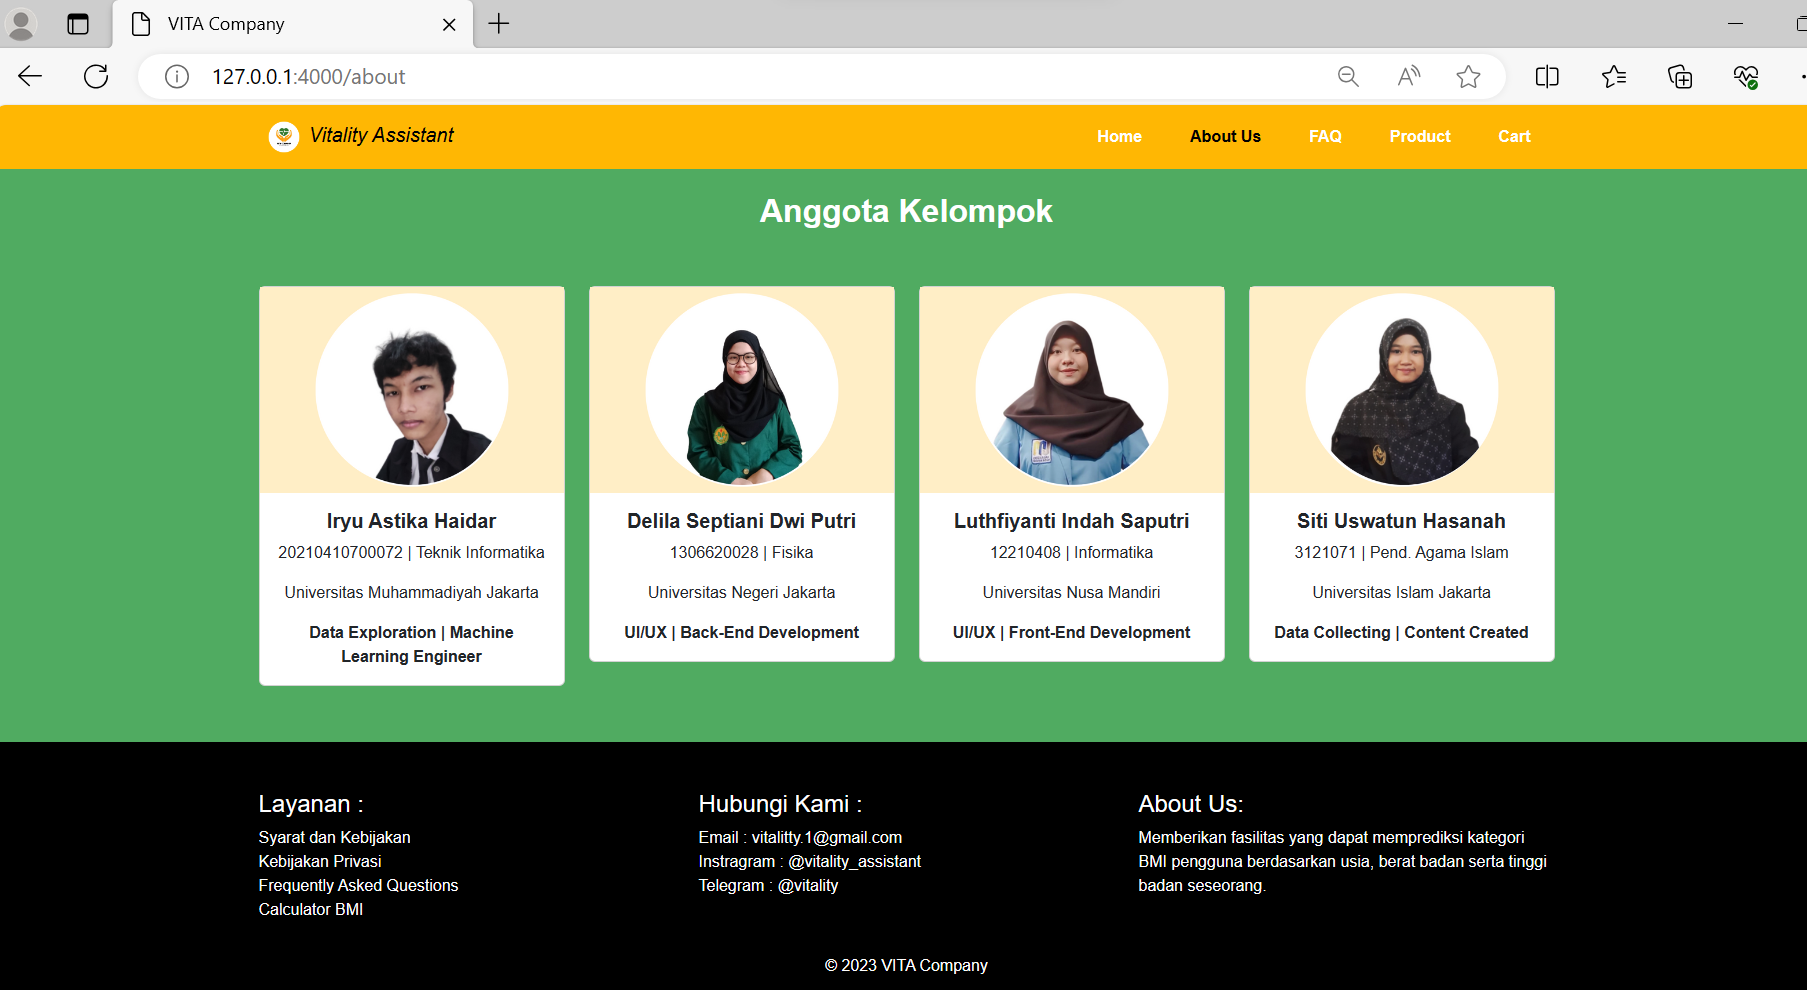 VITA Company
127.0.0.1:4000/about
Vitality Assistant
Home
About Us
FAQ
Product
Cart
Anggota Kelompok
Iryu Astika Haidar
20210410700072 | Teknik Informatika
Universitas Muhammadiyah Jakarta
Data Exploration | Machine
Learning Engineer
Delila Septiani Dwi Putri
1306620028 | Fisika
Universitas Negeri Jakarta
UI/UX | Back-End Development
Luthfiyanti Indah Saputri
12210408 | Informatika
Universitas Nusa Mandiri
UI/UX | Front-End Development
Siti Uswatun Hasanah
3121071 | Pend. Agama Islam
Universitas Islam Jakarta
Data Collecting | Content Created
Layanan :
Syarat dan Kebijakan
Kebijakan Privasi
Frequently Asked Questions
Calculator BMI
Hubungi Kami :
Email : vitalitty.1@gmail.com
Instragram : @vitality_assistant
Telegram : @vitality
About Us:
Memberikan fasilitas yang dapat memprediksi kategori
BMI pengguna berdasarkan usia, berat badan serta tinggi
badan seseorang.
© 2023 VITA Company